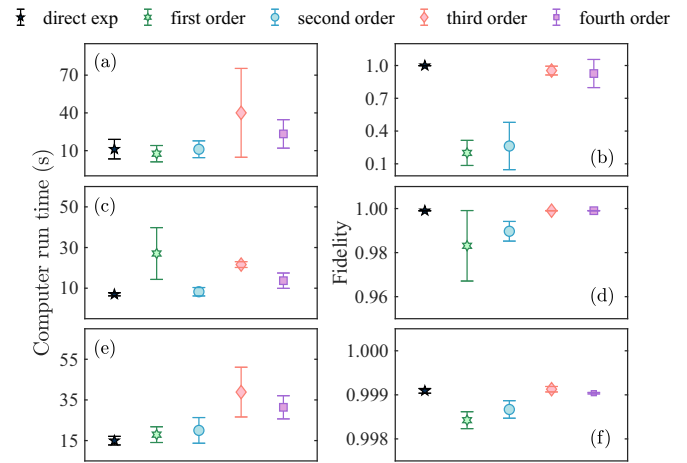 direct exp first order second order third order fourth order
Computer run time (s)
(a)
70
40
10
(c)
50
30
10
(e)
55
35
15
Fidelity
1.0
0.7
0.4
0.1
(b)
1.00
0.98
0.96
(d)
1.000
0.999
0.998
(f)